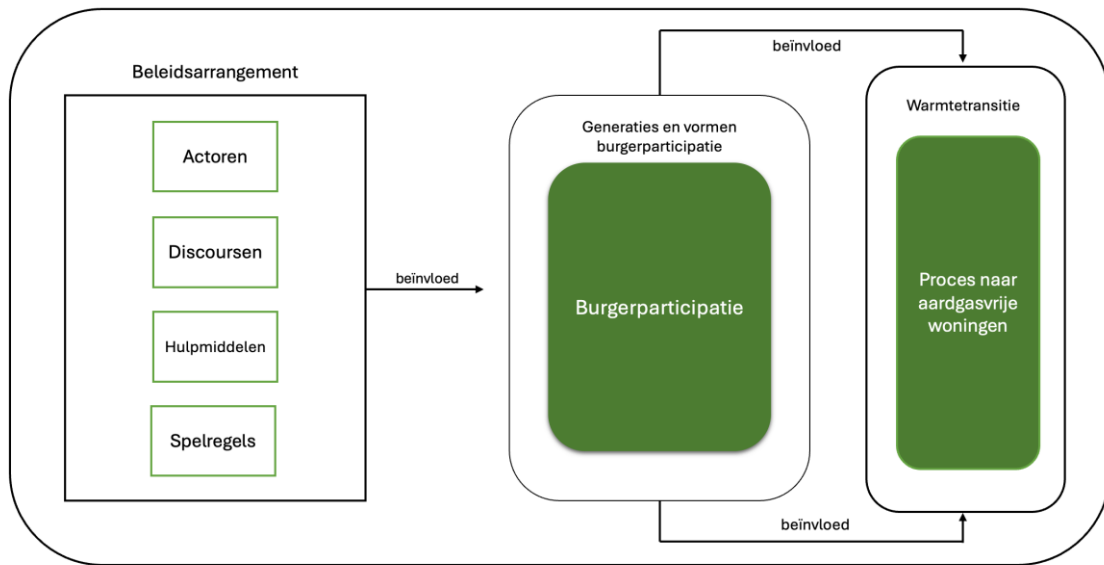 Beleidsarrangement
Actoren
Discoursen
Hulpmiddelen
Spelregels
beïnvloed
Generaties en vormen
burgerparticipatie
Burgerparticipatie
beïnvloed
beïnvloed
Warmtetransitie
Proces naar
aardgasvrije
woningen